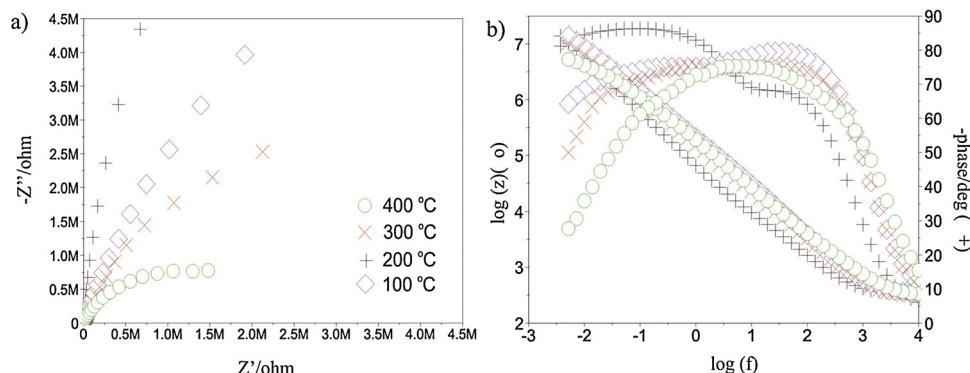 a)
4.5M
4.0M
3.5M
3.0M
2.5M
2.0M
1.5M
1.0M
0.5M
0
-Z''/ohm
0 0.5M 1.0M 1.5M 2.0M 2.5M 3.0M 3.5M 4.5M
Z'/ohm
400 °C
300 °C
200 °C
100 °C
b)
7
6
5
4
3
2
log (z)( o)
90
80
70
60
50
40
30
20
10
0
-phase/deg ( +)
-3 -2 -1 0 1 2 3 4
log (f)